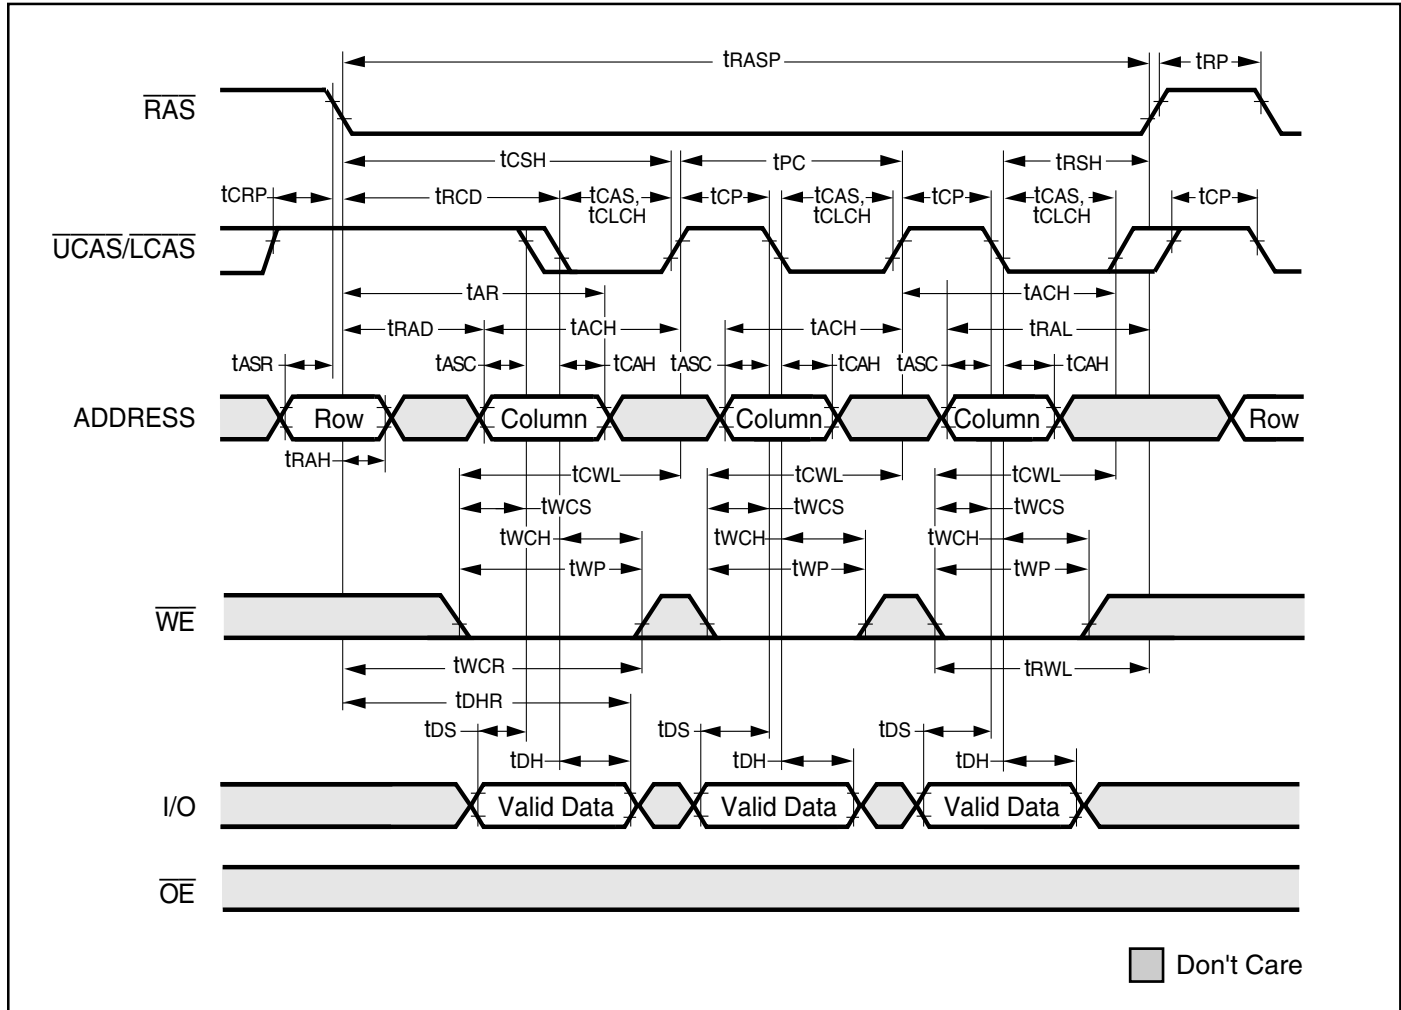 tRASP tRP
RAS
tCSH tPC tRSH
tCRP tRCD tCAS, tCLCH tCP tCAS, tCLCH tCP tCAS, tCLCH tCP
UCAS/LCAS
tAR tACH
tRAD tACH tACH tRAL
tASR tASC tCAH tASC tCAH tASC tCAH
ADDRESS Row Column Column Column Row
tRAH
tCWL tCWL tCWL
tWCS tWCS tWCS
tWCH tWCH tWCH
tWP tWP tWP
WE
tWCR tRWL
tDHR
tDS tDS tDS
tDH tDH tDH
I/O Valid Data Valid Data Valid Data
OE
Don't Care